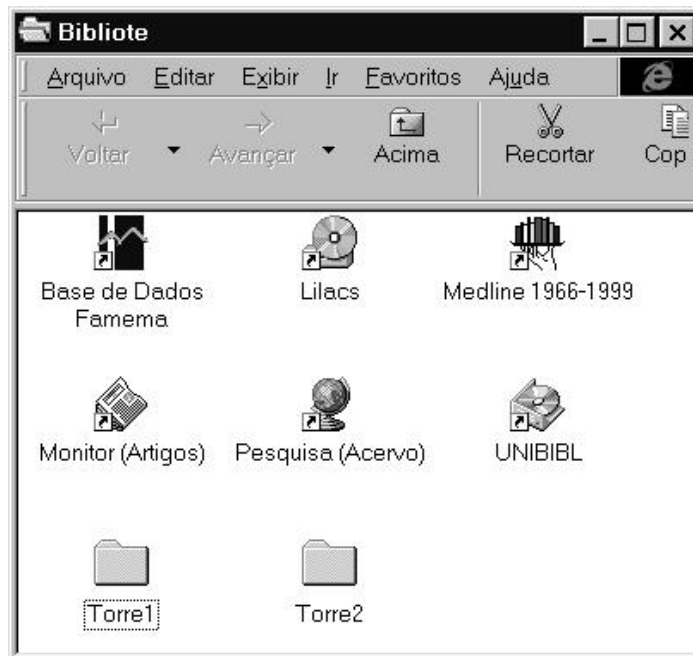 Bibliote
Arquivo Editar Exibir Ir Favoritos Ajuda
Voltar Avançar Acima Recortar Cop
Base de Dados Lilacs Medline 1966-1999
Famema
Monitor (Artigos) Pesquisa (Acervo) UNIBIBL
Torre1 Torre2